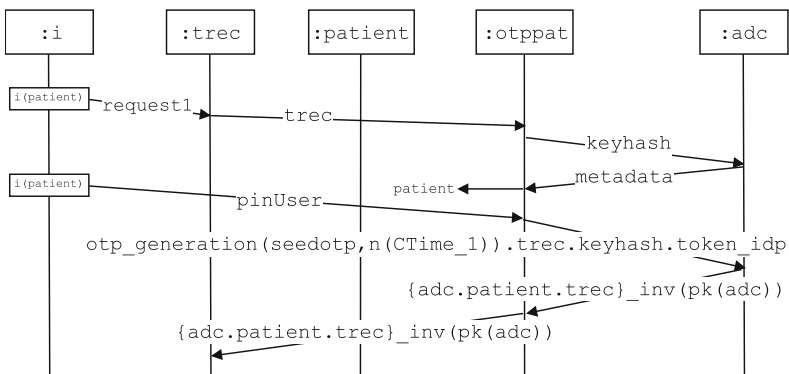 :i :trec :patient :otppat :adc
i(patient)
request1
trec
keyhash
metadata
i(patient)
patient
pinUser
otp_generation(seedotp,n(CTime_1)).trec.keyhash.token_idp
{adc.patient.trec}_inv(pk(adc))
{adc.patient.trec}_inv(pk(adc))